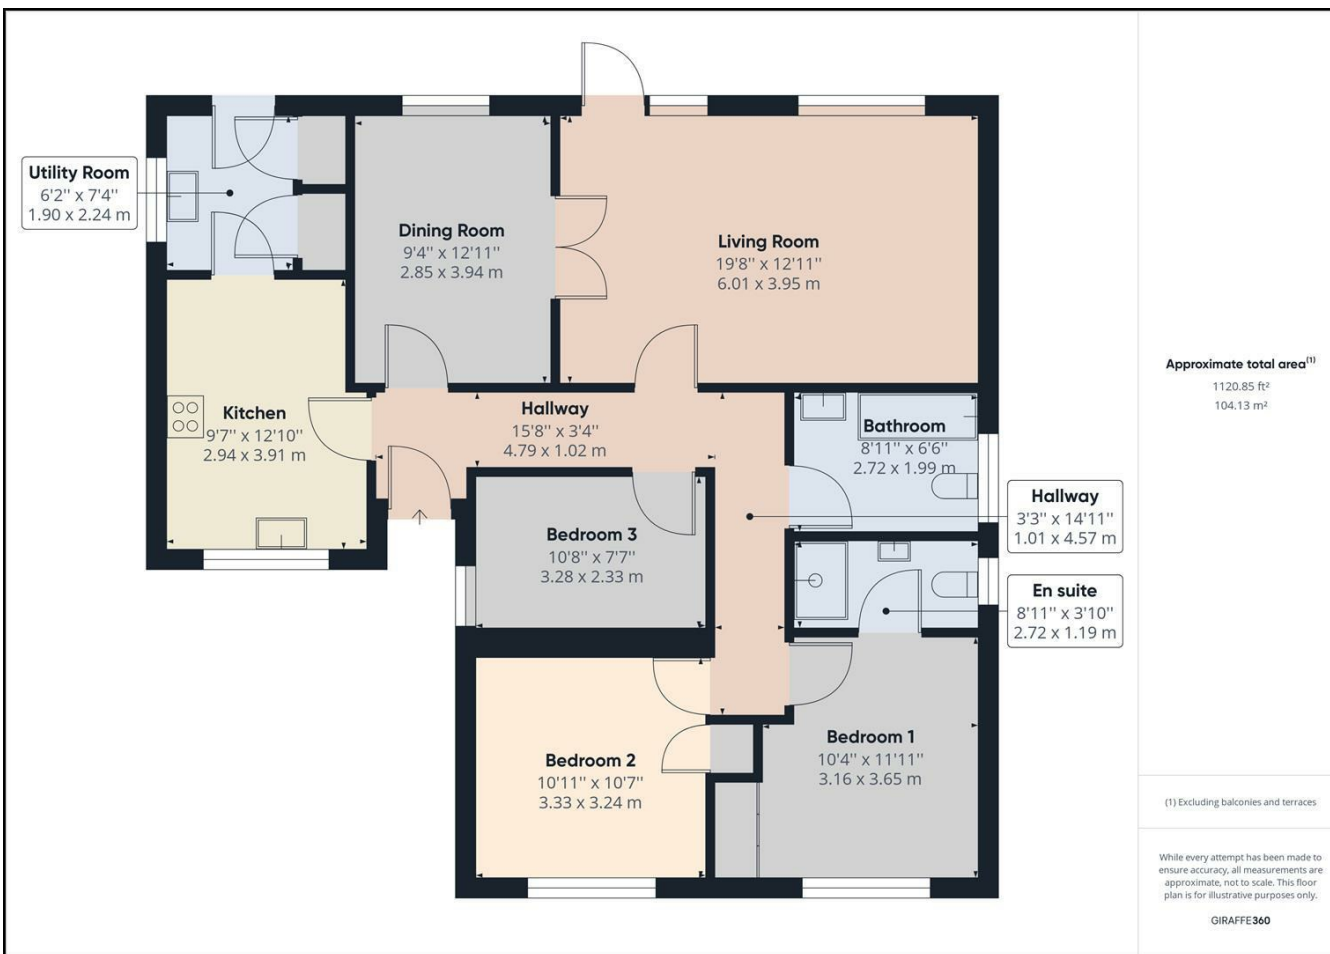 Utility Room
6'2'' x 7'4''
1.90 x 2.24 m
Dining Room
9'4'' x 12'11''
2.85 x 3.94 m
Living Room
19'8'' x 12'11''
6.01 x 3.95 m
Kitchen
9'7'' x 12'10''
2.94 x 3.91 m
Hallway
15'8'' x 3'4''
4.79 x 1.02 m
Bathroom
8'11'' x 6'6''
2.72 x 1.99 m
Hallway
3'3'' x 14'11''
1.01 x 4.57 m
Bedroom 3
10'8'' x 7'7''
3.28 x 2.33 m
En suite
8'11'' x 3'10''
2.72 x 1.19 m
Bedroom 2
10'11'' x 10'7''
3.33 x 3.24 m
Bedroom 1
10'4'' x 11'11''
3.16 x 3.65 m
Approximate total area(1)
1120.85 ft²
104.13 m²
(1) Excluding balconies and terraces
While every attempt has been made to
ensure accuracy, all measurements are
approximate, not to scale. This floor
plan is for illustrative purposes only.
GIRAFFE360